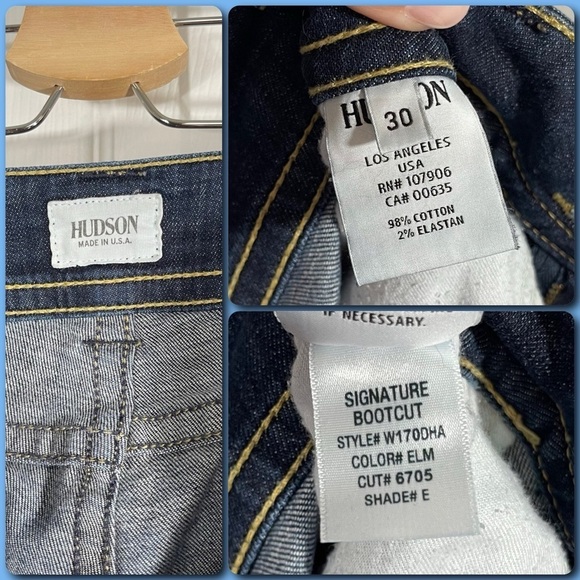 HUDSON
MADE IN U.S.A.
30
LOS ANGELES
USA
RN# 107906
CA# 00635
98% COTTON
2% ELASTAN
IF NECESSARY.
SIGNATURE
BOOTCUT
STYLE# W170DHA
COLOR# ELM
CUT# 6705
SHADE# E